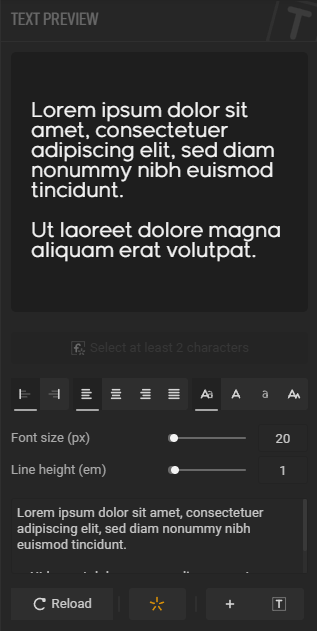 TEXT PREVIEW
T
Lorem ipsum dolor sit
amet, consectetuer
adipiscing elit, sed diam
nonummy nibh euismod
tincidunt.
Ut laoreet dolore magna
aliquam erat volutpat.
Select at least 2 characters
Aa A a AA
Font size (px) 20
Line height (em) 1
Lorem ipsum dolor sit amet, consectetuer
adipiscing elit, sed diam nonummy nibh
euismod tincidunt.
Reload + T